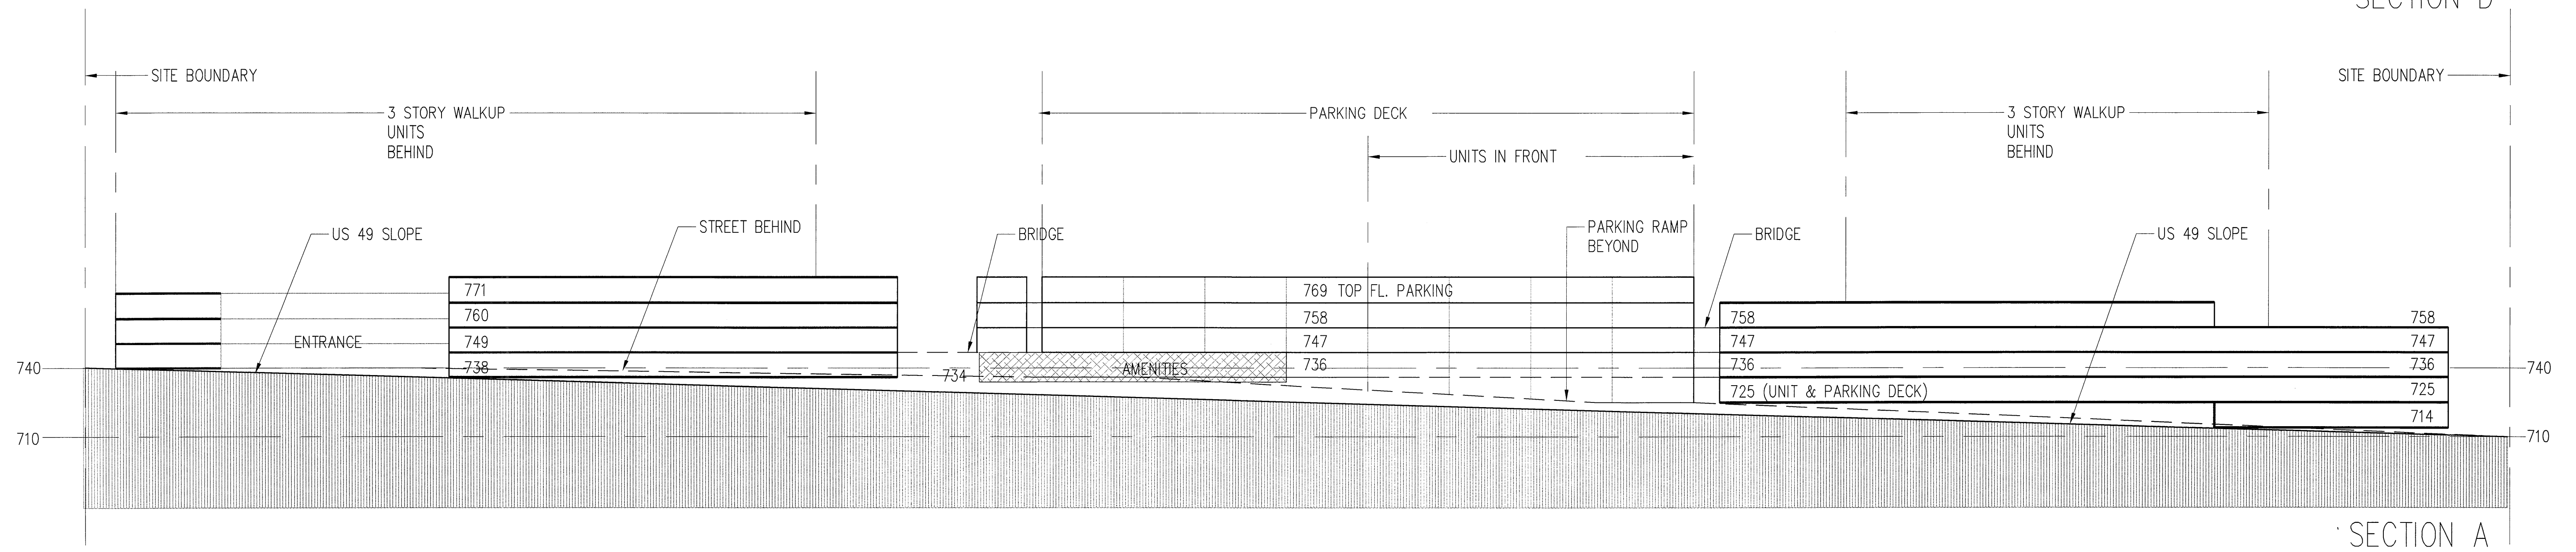 SECTION D
SITE BOUNDARY
SITE BOUNDARY
3 STORY WALKUP
UNITS
BEHIND
PARKING DECK
3 STORY WALKUP
UNITS
BEHIND
UNITS IN FRONT
US 49 SLOPE
STREET BEHIND
BRIDGE
PARKING RAMP
BEYOND
BRIDGE
US 49 SLOPE
771
769 TOP FL. PARKING
760
758
758
758
ENTRANCE
749
747
747
747
740
738
734
AMENITIES
736
736
736
740
725 (UNIT & PARKING DECK)
725
714
710
710
SECTION A